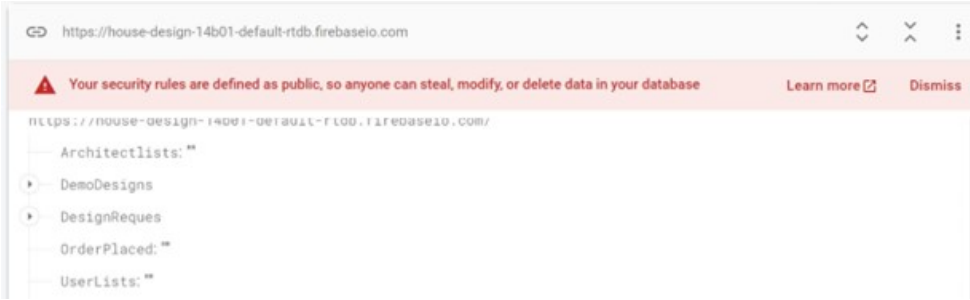 https://house-design-14b01-default-rtdb.firebaseio.com
Your security rules are defined as public, so anyone can steal, modify, or delete data in your database Learn more Dismiss
https://house-design-14b01-default-rtdb.firebaseio.com/
Architectlists: ""
DemoDesigns
DesignReques
OrderPlaced: ""
UserLists: ""